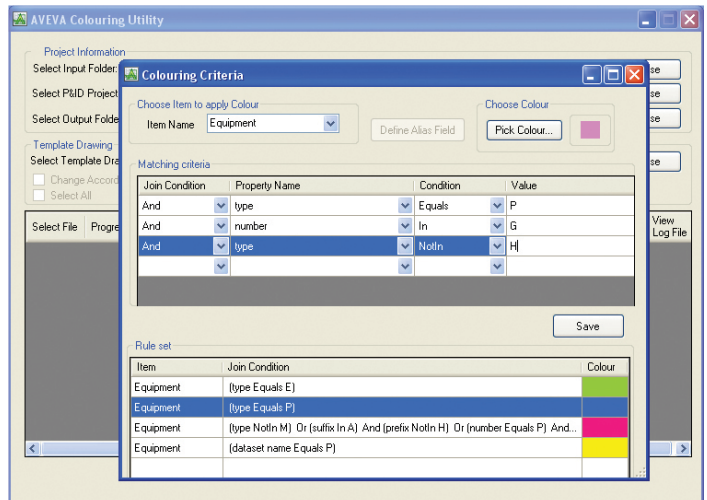 AVEVA Colouring Utility
Project Information
Select Input Folder:
se
Select P&ID Project
se
Select Output Folde
se
Template Drawing
Select Template Dra
se
Change Accord
Select All
Select File Progre
View
Log File
Colouring Criteria
Choose Item to apply Colour
Choose Colour
Item Name Equipment
Define Alias Field
Pick Colour...
Matching criteria
Join Condition Property Name Condition Value
And type Equals P
And number In G
And type NotIn H
Save
Rule set
Item Join Condition Colour
Equipment (type Equals E)
Equipment (type Equals P)
Equipment (type NotIn M) Or (suffix In A) And (prefix NotIn H) Or (number Equals P) And...
Equipment (dataset name Equals P)